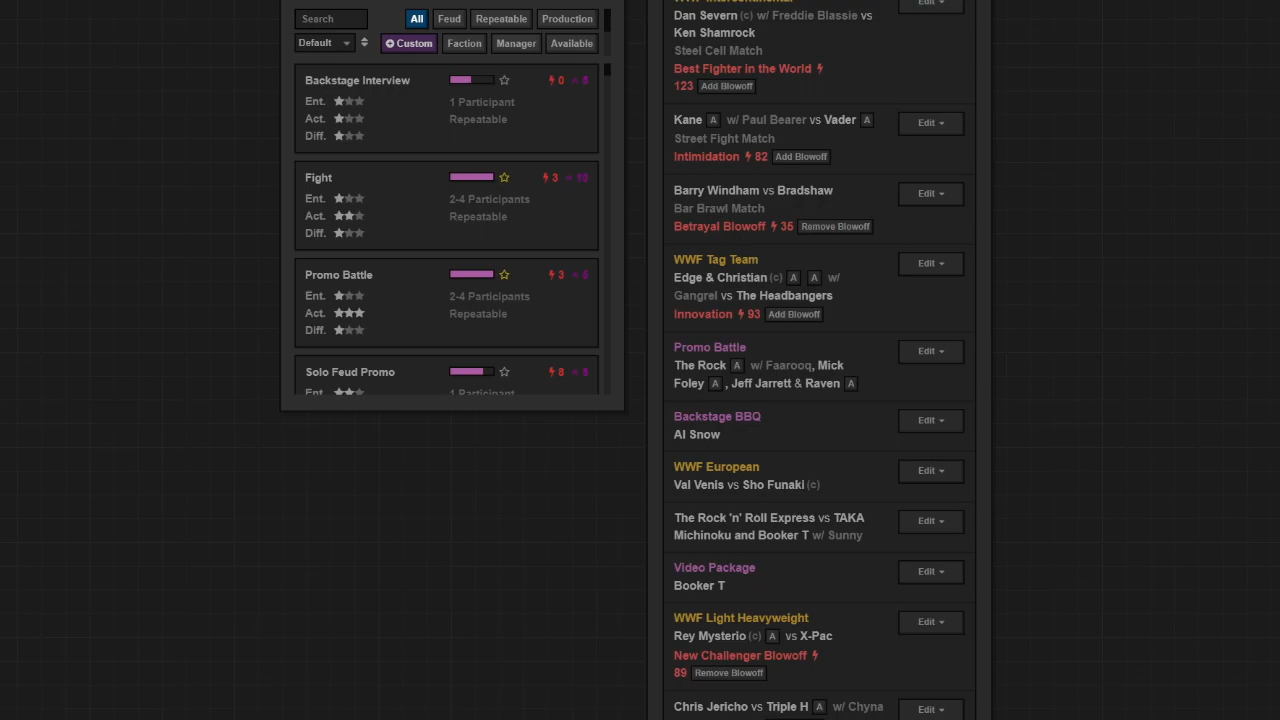 Search
All
Feud
Repeatable
Production
Default
Custom
Faction
Manager
Available
Backstage Interview
0
Ent.
1 Participant
Act.
Repeatable
Diff.
Fight
3
10
Ent.
2-4 Participants
Act.
Repeatable
Diff.
Promo Battle
3
Ent.
2-4 Participants
Act.
Repeatable
Diff.
Solo Feud Promo
8
Ent.
1 Participant
WWF Intercontinental
Edit
Dan Severn (c) w/ Freddie Blassie vs
Ken Shamrock
Steel Cell Match
Best Fighter in the World
123 Add Blowoff
Kane A w/ Paul Bearer vs Vader A
Edit
Street Fight Match
Intimidation 82 Add Blowoff
Barry Windham vs Bradshaw
Edit
Bar Brawl Match
Betrayal Blowoff 35 Remove Blowoff
WWF Tag Team
Edit
Edge & Christian (c) A A w/
Gangrel vs The Headbangers
Innovation 93 Add Blowoff
Promo Battle
Edit
The Rock A w/ Faarooq, Mick
Foley A , Jeff Jarrett & Raven A
Backstage BBQ
Edit
Al Snow
WWF European
Edit
Val Venis vs Sho Funaki (c)
The Rock 'n' Roll Express vs TAKA
Edit
Michinoku and Booker T w/ Sunny
Video Package
Edit
Booker T
WWF Light Heavyweight
Edit
Rey Mysterio (c) A vs X-Pac
New Challenger Blowoff
89 Remove Blowoff
Chris Jericho vs Triple H A w/ Chyna
Edit